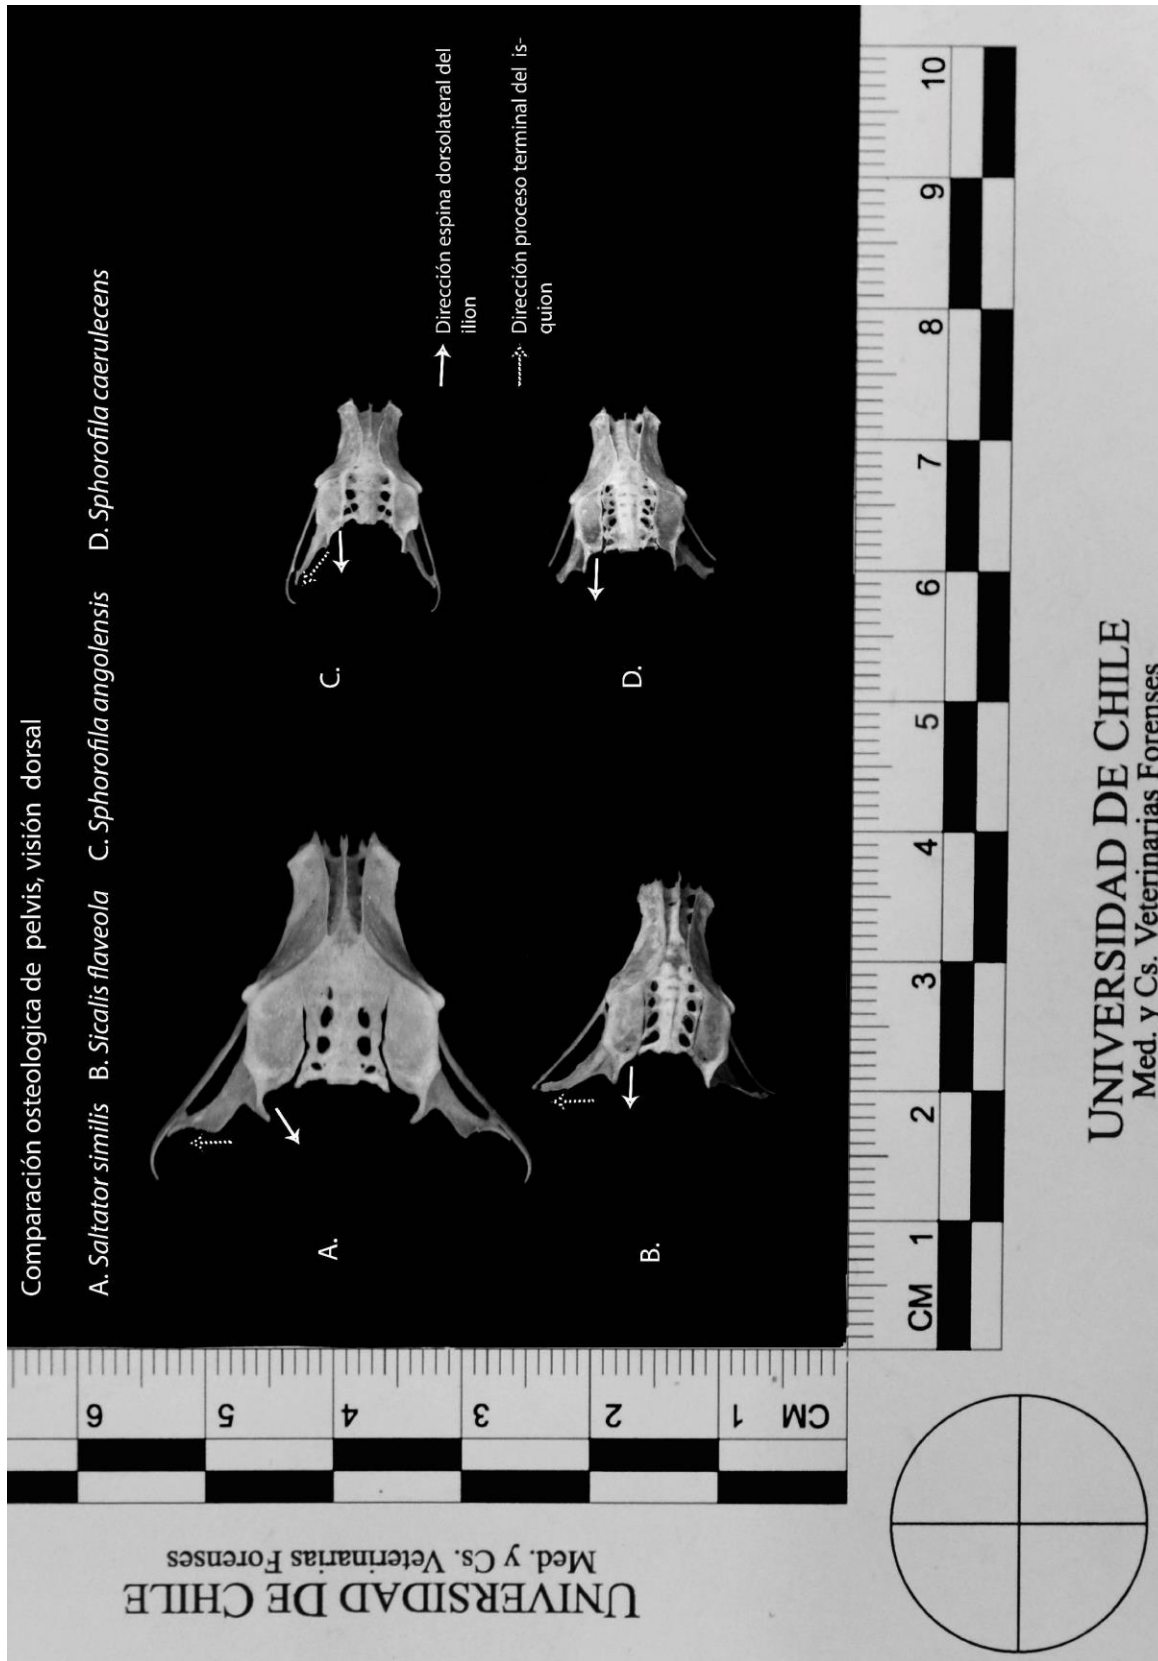 Comparación osteologica de pelvis, visión dorsal
A. Saltator similis B. Sicalis flaveola C. Sphorofila angolensis D. Sphorofila caerulecens
A.
B.
C.
D.
Dirección espina dorsolateral del
ilion
Dirección proceso terminal del is-
quion
CM 1 2 3 4 5 6 7 8 9 10
UNIVERSIDAD DE CHILE
Med. y Cs. Veterinarias Forenses
CM 1 2 3 4 5 6
UNIVERSIDAD DE CHILE
Med. y Cs. Veterinarias Forenses